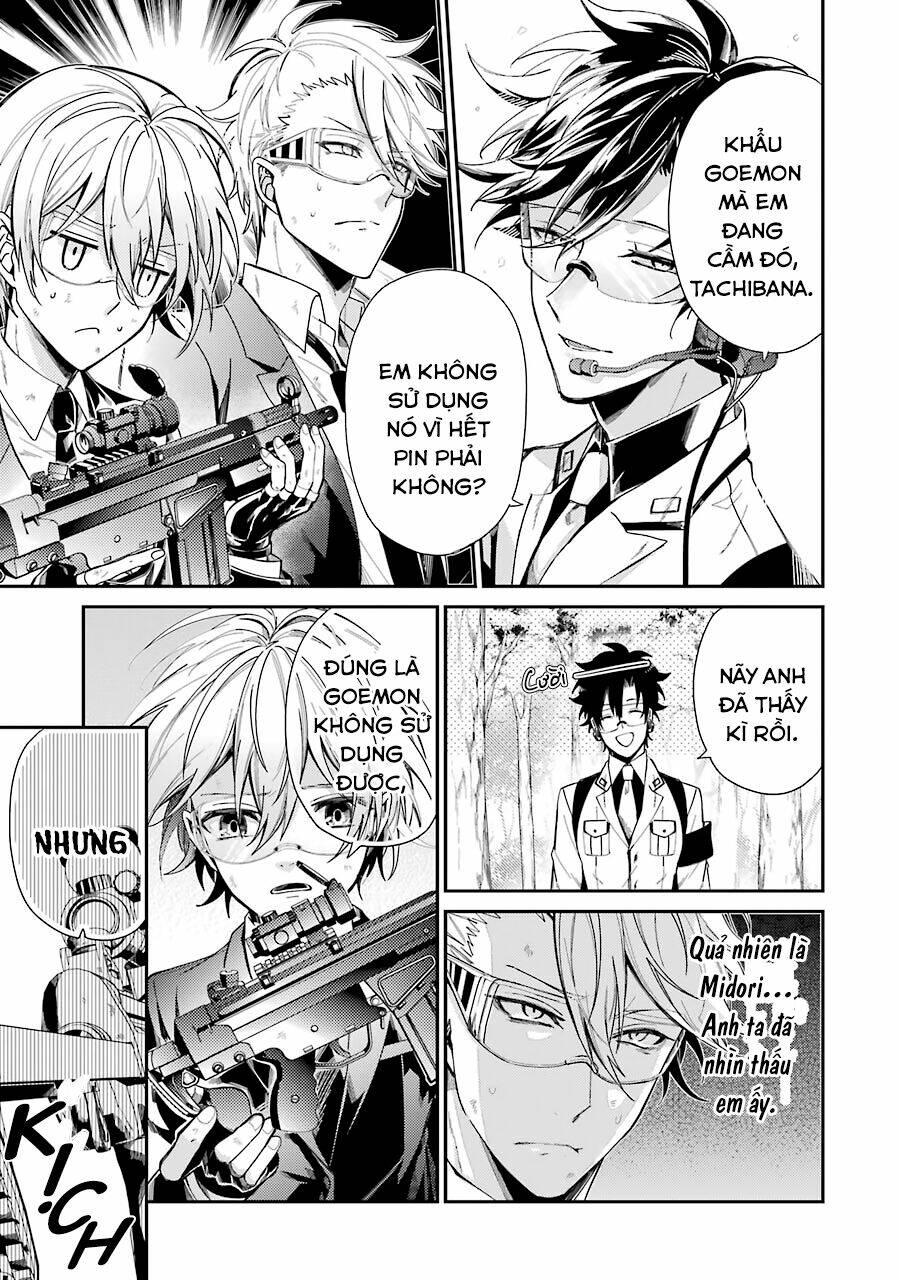 KHẨU
GOEMON
MÀ EM
ĐANG
CẦM ĐÓ,
TACHIBANA.
EM KHÔNG
SỬ DỤNG
NÓ VÌ HẾT
PIN PHẢI
KHÔNG?
NÃY ANH
ĐÃ THẤY
KÌ RỒI.
Cười
Quả nhiên là
Midori...
Anh ta đã
nhìn thấu
em ấy.
ĐÚNG LÀ
GOEMON
KHÔNG SỬ
DỤNG
ĐƯỢC,
NHƯNG
KỊCH